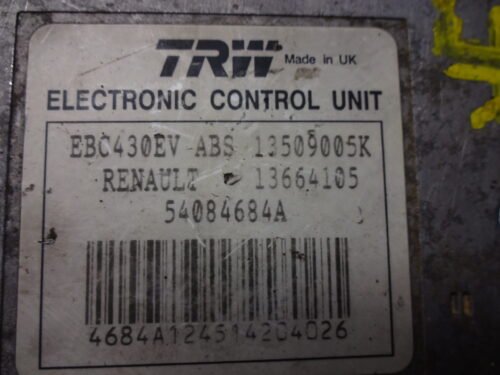 TRW Made in UK
ELECTRONIC CONTROL UNIT
EBC430EV ABS 13509005K
RENAULT - 13664105
54084684A
4684A124514204026